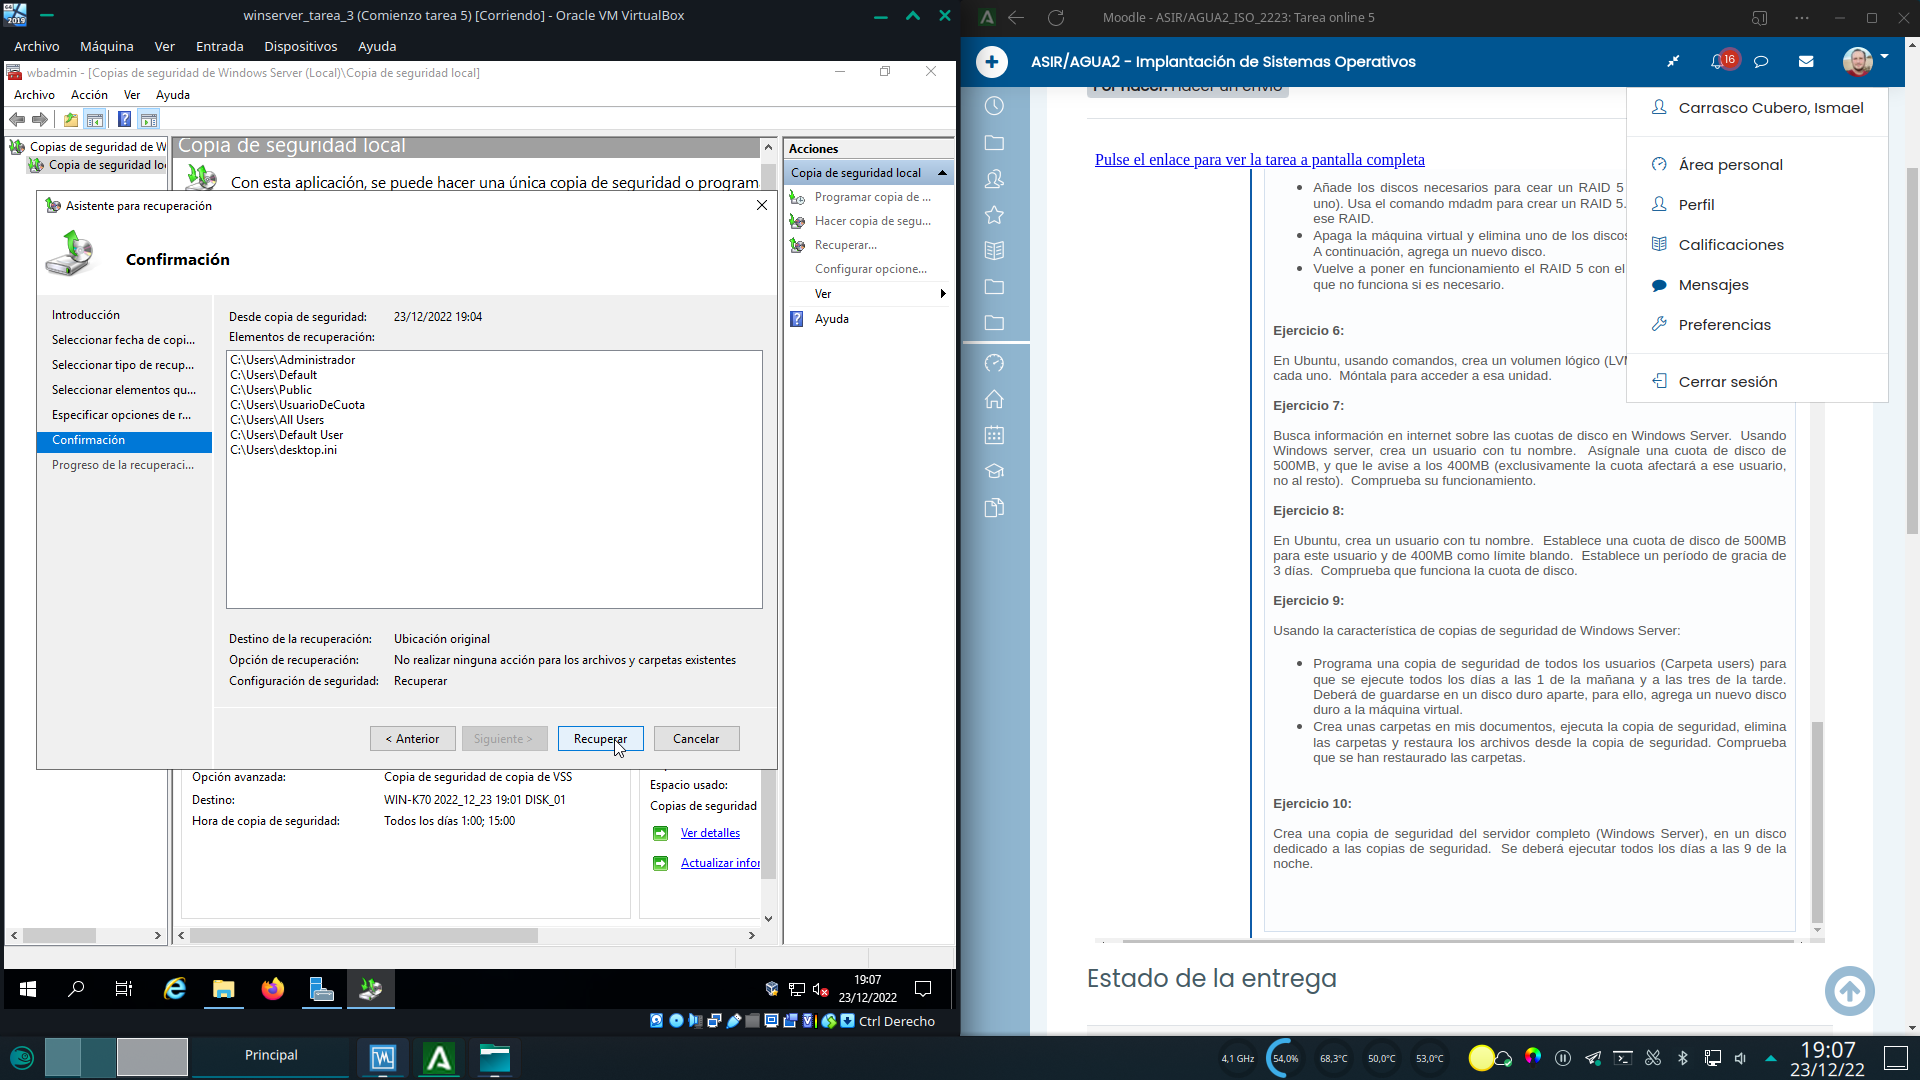 winserver_tarea_3 (Comienzo tarea 5) [Corriendo] - Oracle VM VirtualBox
Archivo Máquina Ver Entrada Dispositivos Ayuda
wbadmin - [Copias de seguridad de Windows Server (Local)\Copia de seguridad local]
Archivo Acción Ver Ayuda
Copias de seguridad de W
Copia de seguridad lo
Copia de seguridad local
Con esta aplicación, se puede hacer una única copia de seguridad o program
Acciones
Copia de seguridad local
Programar copia de ...
Hacer copia de segu...
Recuperar...
Configurar opcione...
Ver
Ayuda
Asistente para recuperación
Confirmación
Introducción
Seleccionar fecha de copi...
Seleccionar tipo de recup...
Seleccionar elementos qu...
Especificar opciones de r...
Confirmación
Progreso de la recuperaci...
Desde copia de seguridad: 23/12/2022 19:04
Elementos de recuperación:
C:\Users\Administrador
C:\Users\Default
C:\Users\Public
C:\Users\UsuarioDeCuota
C:\Users\All Users
C:\Users\Default User
C:\Users\desktop.ini
Destino de la recuperación: Ubicación original
Opción de recuperación: No realizar ninguna acción para los archivos y carpetas existentes
Configuración de seguridad: Recuperar
< Anterior Siguiente > Recuperar Cancelar
Opción avanzada: Copia de seguridad de copia de VSS
Destino: WIN-K70 2022_12_23 19:01 DISK_01
Hora de copia de seguridad: Todos los días 1:00; 15:00
Espacio usado:
Copias de seguridad
Ver detalles
Actualizar infor
19:07
23/12/2022
Ctrl Derecho
Moodle - ASIR/AGUA2_ISO_2223: Tarea online 5
ASIR/AGUA2 - Implantación de Sistemas Operativos
16
Por hacer: Hacer un envío
Pulse el enlace para ver la tarea a pantalla completa
Añade los discos necesarios para cear un RAID 5
uno). Usa el comando mdadm para crear un RAID 5.
ese RAID.
Apaga la máquina virtual y elimina uno de los discos
A continuación, agrega un nuevo disco.
Vuelve a poner en funcionamiento el RAID 5 con el
que no funciona si es necesario.
Carrasco Cubero, Ismael
Área personal
Perfil
Calificaciones
Mensajes
Preferencias
Cerrar sesión
Ejercicio 6:
En Ubuntu, usando comandos, crea un volumen lógico (LVM
cada uno. Móntala para acceder a esa unidad.
Ejercicio 7:
Busca información en internet sobre las cuotas de disco en Windows Server. Usando
Windows server, crea un usuario con tu nombre. Asígnale una cuota de disco de
500MB, y que le avise a los 400MB (exclusivamente la cuota afectará a ese usuario,
no al resto). Comprueba su funcionamiento.
Ejercicio 8:
En Ubuntu, crea un usuario con tu nombre. Establece una cuota de disco de 500MB
para este usuario y de 400MB como límite blando. Establece un período de gracia de
3 días. Comprueba que funciona la cuota de disco.
Ejercicio 9:
Usando la característica de copias de seguridad de Windows Server:
Programa una copia de seguridad de todos los usuarios (Carpeta users) para
que se ejecute todos los días a las 1 de la mañana y a las tres de la tarde.
Deberá de guardarse en un disco duro aparte, para ello, agrega un nuevo disco
duro a la máquina virtual.
Crea unas carpetas en mis documentos, ejecuta la copia de seguridad, elimina
las carpetas y restaura los archivos desde la copia de seguridad. Comprueba
que se han restaurado las carpetas.
Ejercicio 10:
Crea una copia de seguridad del servidor completo (Windows Server), en un disco
dedicado a las copias de seguridad. Se deberá ejecutar todos los días a las 9 de la
noche.
Estado de la entrega
Principal
4,1 GHz 54,0% 68,3°C 50,0°C 53,0°C
19:07
23/12/22